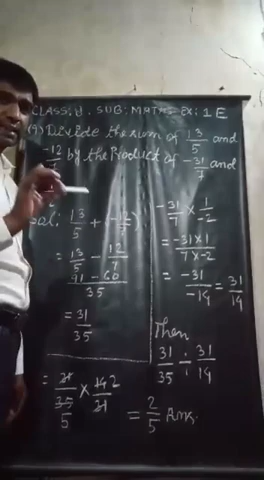 CLASS: 8. SUB: MATHS EX: 1 E
(9) Divide the sum of 13/5 and
-12/7 by the Product of -31/7 and
Sol: 13/5 + (-12/7)
= 13/5 - 12/7
91 - 60 / 35
= 31/35
-31/7 × 1/-2
= -31×1 / 7×-2
= -31/-14 = 31/14
Then
31/35 ÷ 31/14
= 31/35 5 × 14 2/31
= 2/5 Ans.